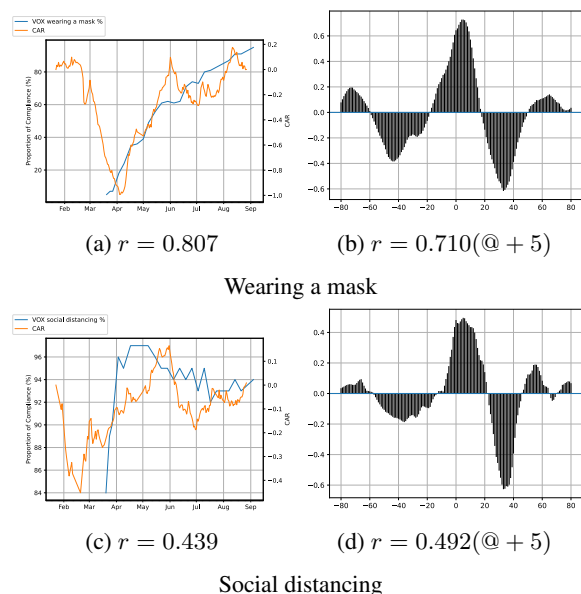 VOX wearing a mask %
CAR
Proportion of Compliance (%)
80
60
40
20
0.2
0.0
−0.2
−0.4
−0.6
−0.8
−1.0
CAR
Feb Mar Apr May Jun Jul Aug Sep
0.6
0.4
0.2
0.0
−0.2
−0.4
−0.6
−80 −60 −40 −20 0 20 40 60 80
(a) r = 0.807
(b) r = 0.710(@ + 5)
Wearing a mask
VOX social distancing %
CAR
Proportion of Compliance (%)
96
94
92
90
88
86
84
0.1
0.0
−0.1
−0.2
−0.3
−0.4
CAR
Feb Mar Apr May Jun Jul Aug Sep
0.4
0.2
0.0
−0.2
−0.4
−0.6
−80 −60 −40 −20 0 20 40 60 80
(c) r = 0.439
(d) r = 0.492(@ + 5)
Social distancing